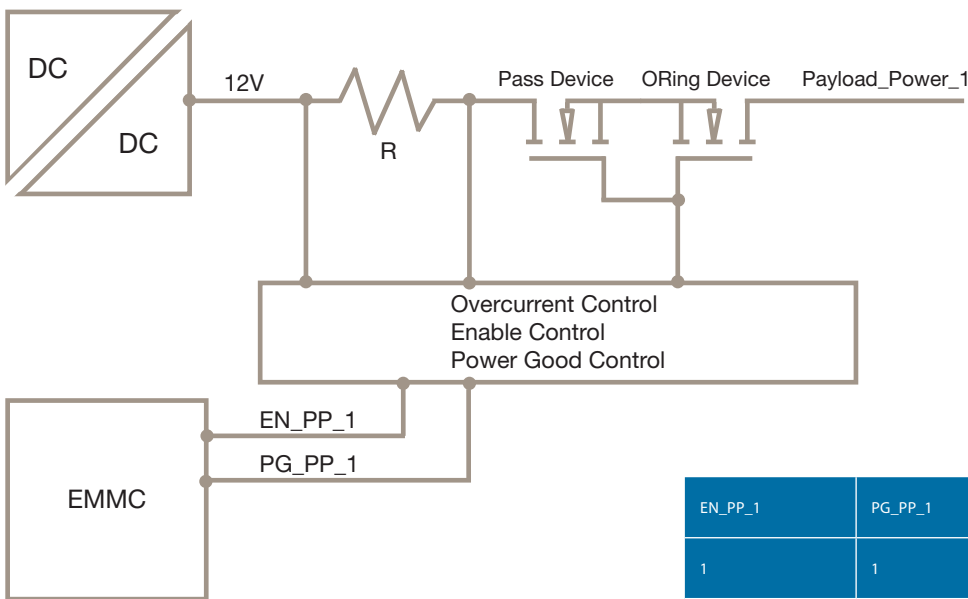 DC
DC
12V
R
Pass Device
ORing Device
Payload_Power_1
Overcurrent Control
Enable Control
Power Good Control
EN_PP_1
PG_PP_1
EMMC
EN_PP_1 PG_PP_1
1 1